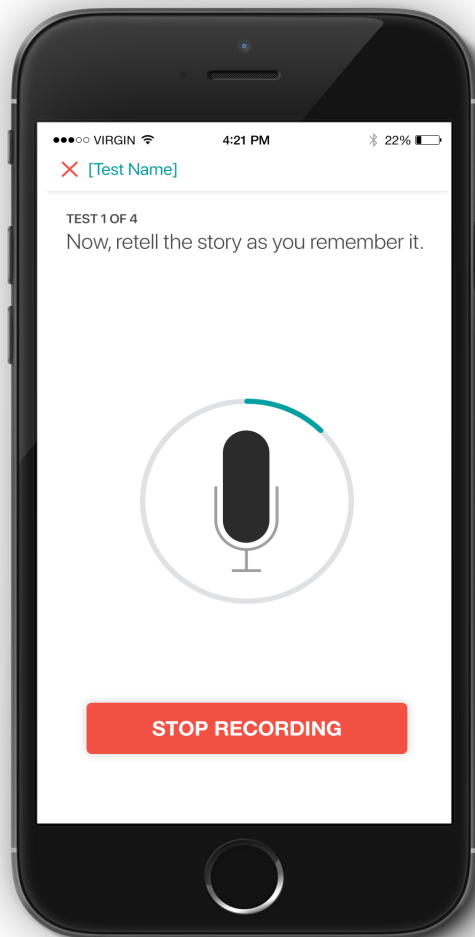 VIRGIN 4:21 PM 22%
[Test Name]
TEST 1 OF 4
Now, retell the story as you remember it.
STOP RECORDING